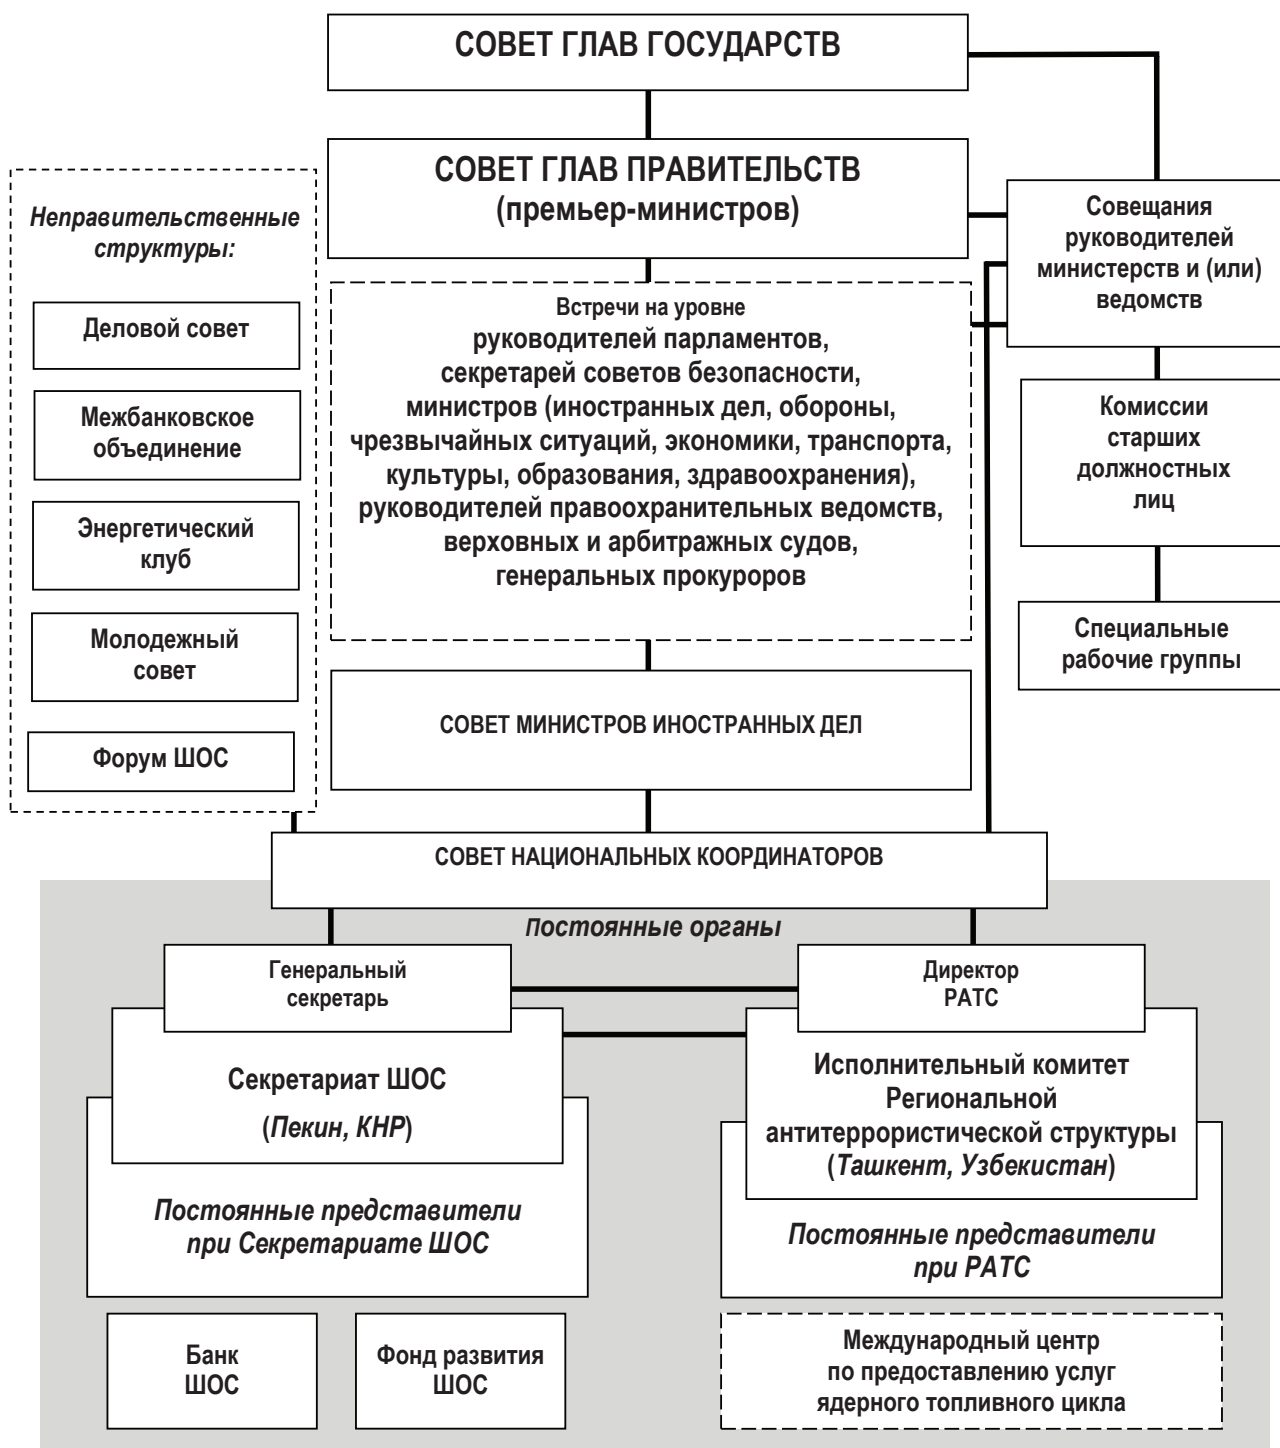 СОВЕТ ГЛАВ ГОСУДАРСТВ
СОВЕТ ГЛАВ ПРАВИТЕЛЬСТВ
(премьер-министров)
Неправительственные
структуры:
Деловой совет
Межбанковское
объединение
Энергетический
клуб
Молодежный
совет
Форум ШОС
Встречи на уровне
руководителей парламентов,
секретарей советов безопасности,
министров (иностранных дел, обороны,
чрезвычайных ситуаций, экономики, транспорта,
культуры, образования, здравоохранения),
руководителей правоохранительных ведомств,
верховных и арбитражных судов,
генеральных прокуроров
Совещания
руководителей
министерств и (или)
ведомств
Комиссии
старших
должностных
лиц
Специальные
рабочие группы
СОВЕТ МИНИСТРОВ ИНОСТРАННЫХ ДЕЛ
СОВЕТ НАЦИОНАЛЬНЫХ КООРДИНАТОРОВ
Постоянные органы
Генеральный
секретарь
Секретариат ШОС
(Пекин, КНР)
Постоянные представители
при Секретариате ШОС
Директор
РАТС
Исполнительный комитет
Региональной
антитеррористической структуры
(Ташкент, Узбекистан)
Постоянные представители
при РАТС
Банк
ШОС
Фонд развития
ШОС
Международный центр
по предоставлению услуг
ядерного топливного цикла